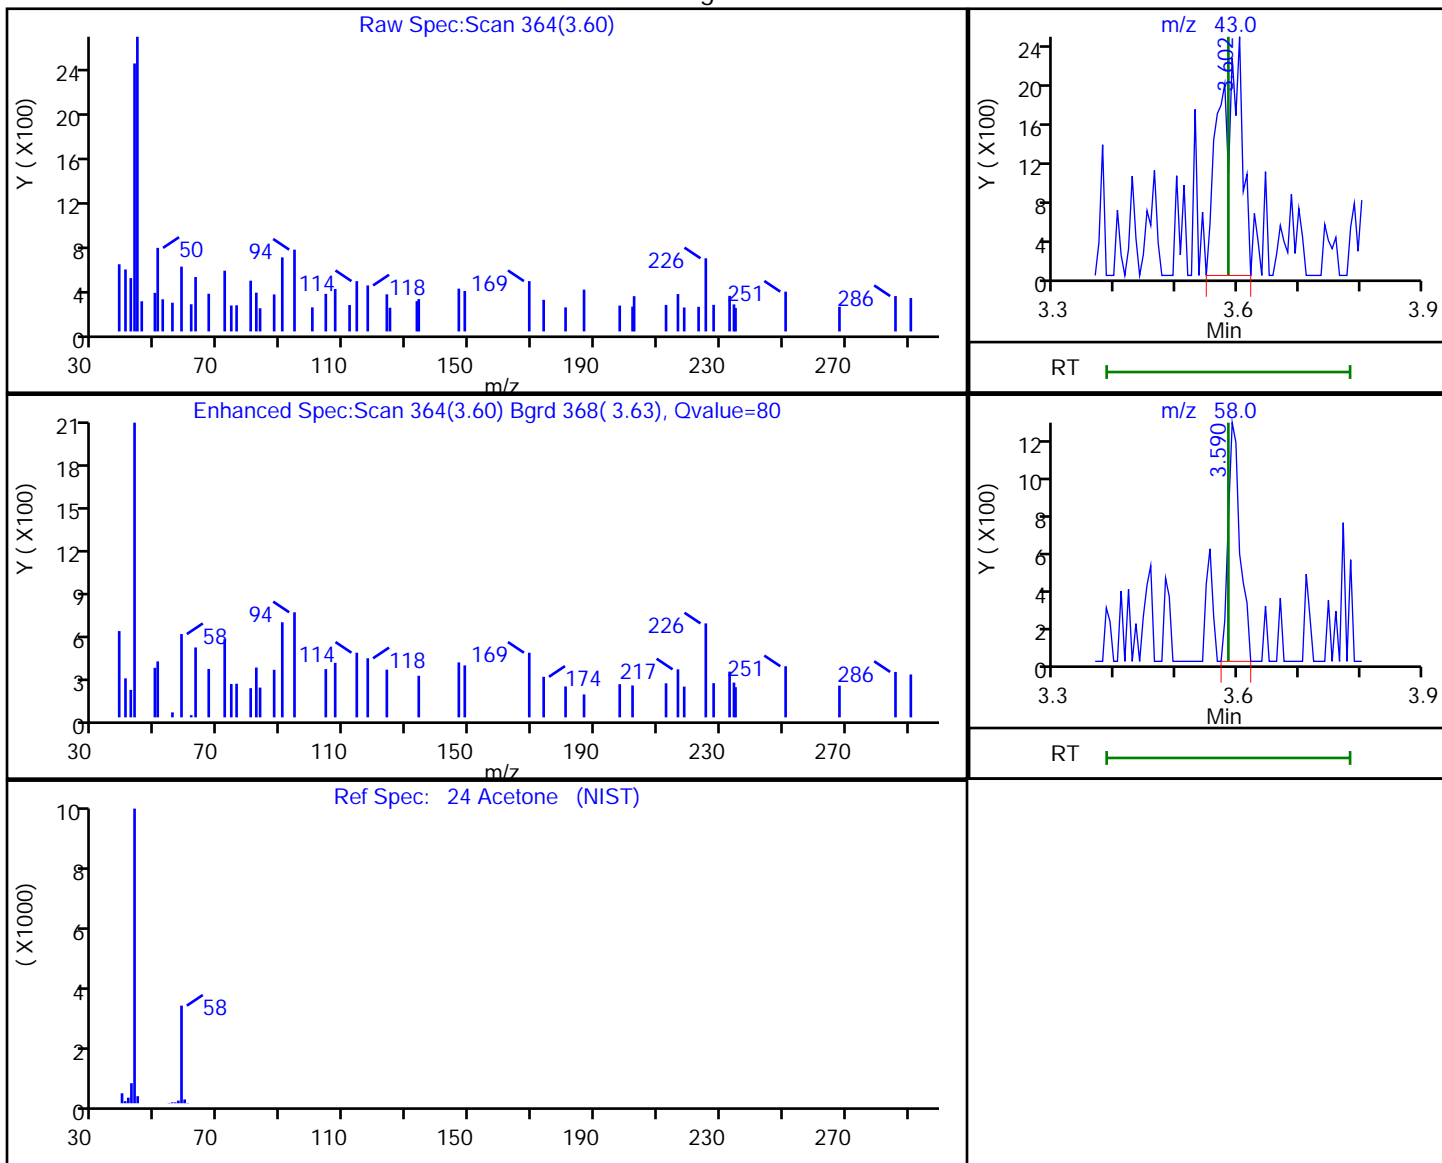 Raw Spec:Scan 364(3.60)
Y ( X100)
24
20
16
12
8
4
0
50
94
114
118
169
226
251
286
30 70 110 150 190 230 270
m/z
m/z 43.0
Y ( X100)
24
20
16
12
8
4
0
3.602
3.3 3.6 3.9
Min
RT
Enhanced Spec:Scan 364(3.60) Bgrd 368( 3.63), Qvalue=80
Y ( X100)
21
18
15
12
9
6
3
0
58
94
114
118
169
174
217
226
251
286
30 70 110 150 190 230 270
m/z
m/z 58.0
Y ( X100)
12
10
8
6
4
2
0
3.590
3.3 3.6 3.9
Min
RT
Ref Spec: 24 Acetone (NIST)
( X1000)
10
8
6
4
2
0
58
30 70 110 150 190 230 270